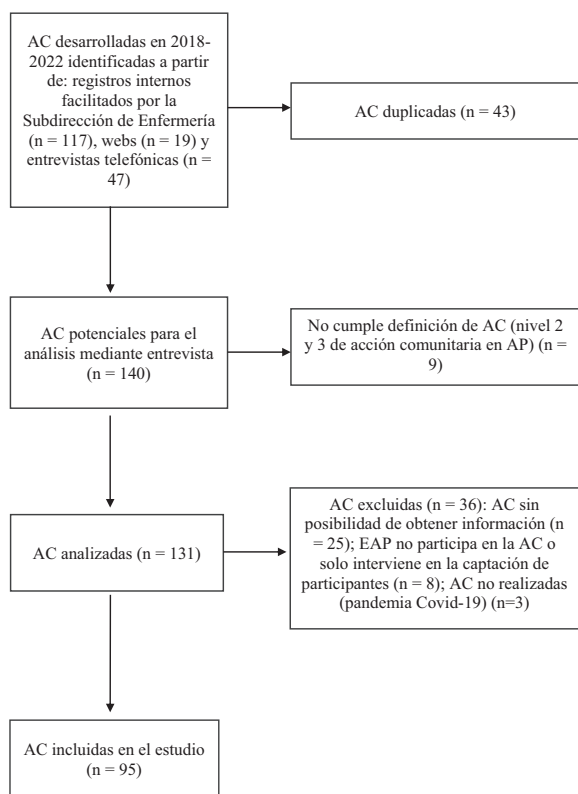 AC desarrolladas en 2018-
2022 identificadas a partir
de: registros internos
facilitados por la
Subdirección de Enfermería
(n = 117), webs (n = 19) y
entrevistas telefónicas (n =
47)
AC duplicadas (n = 43)
AC potenciales para el
análisis mediante entrevista
(n = 140)
No cumple definición de AC (nivel 2
y 3 de acción comunitaria en AP) (n =
9)
AC analizadas (n = 131)
AC excluidas (n = 36): AC sin
posibilidad de obtener información (n
= 25); EAP no participa en la AC o
solo interviene en la captación de
participantes (n = 8); AC no realizadas
(pandemia Covid-19) (n=3)
AC incluidas en el estudio
(n = 95)